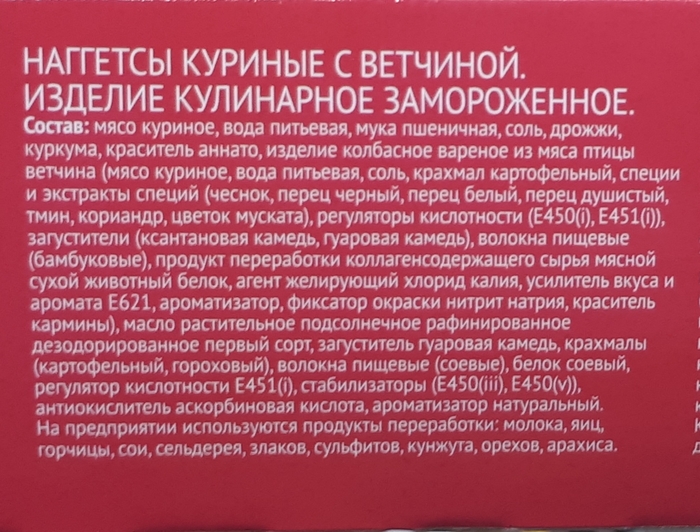 НАГГЕТСЫ КУРИНЫЕ С ВЕТЧИНОЙ.
ИЗДЕЛИЕ КУЛИНАРНОЕ ЗАМОРОЖЕННОЕ.
Состав: мясо куриное, вода питьевая, мука пшеничная, соль, дрожжи,
куркума, краситель аннато, изделие колбасное вареное из мяса птицы
ветчина (мясо куриное, вода питьевая, соль, крахмал картофельный, специи
и экстракты специй (чеснок, перец черный, перец белый, перец душистый,
тмин, кориандр, цветок муската), регуляторы кислотности (Е450(i), Е451(i)),
загустители (ксантановая камедь, гуаровая камедь), волокна пищевые
(бамбуковые), продукт переработки коллагенсодержащего сырья мясной
сухой животный белок, агент желирующий хлорид калия, усилитель вкуса и
аромата Е621, ароматизатор, фиксатор окраски нитрит натрия, краситель
кармины), масло растительное подсолнечное рафинированное
дезодорированное первый сорт, загуститель гуаровая камедь, крахмалы
(картофельный, гороховый), волокна пищевые (соевые), белок соевый,
регулятор кислотности Е451(i), стабилизаторы (Е450(iii), Е450(v)),
антиокислитель аскорбиновая кислота, ароматизатор натуральный.
На предприятии используются продукты переработки: молока, яиц,
горчицы, сои, сельдерея, злаков, сульфитов, кунжута, орехов, арахиса.